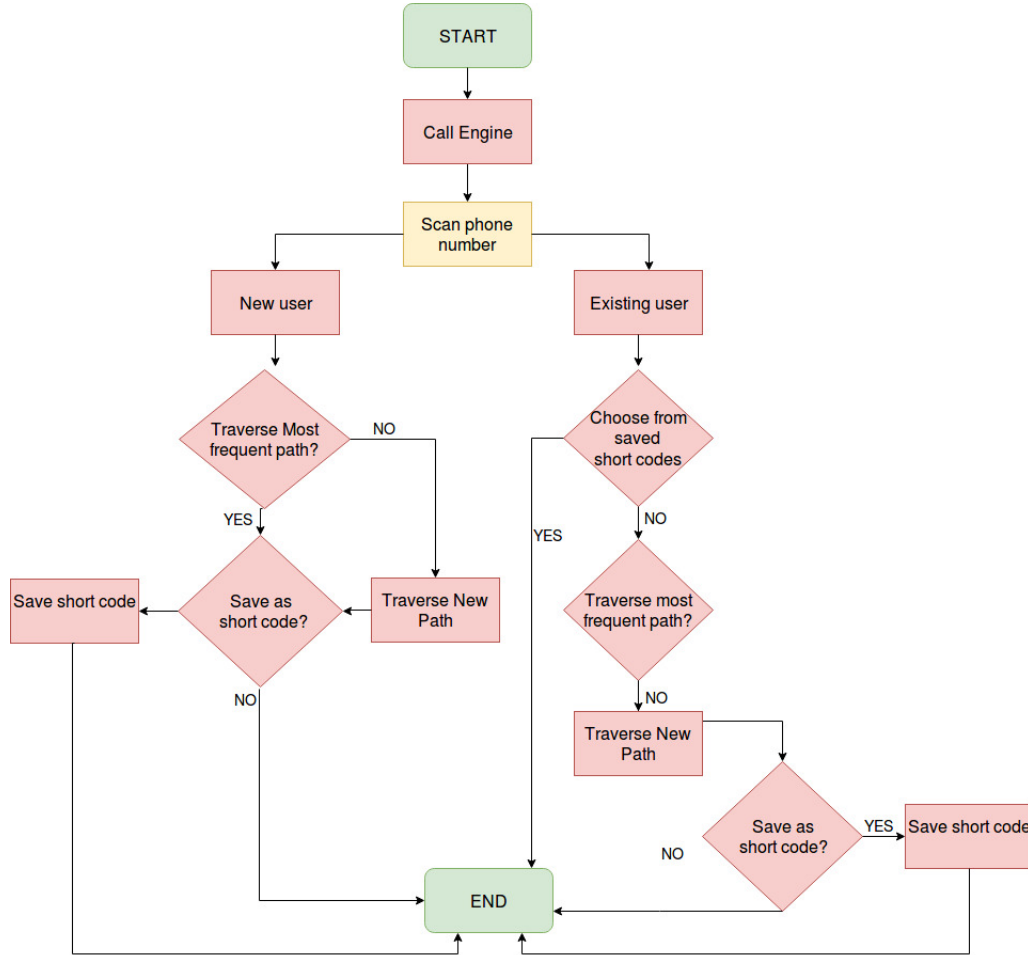 START
Call Engine
Scan phone
number
New user
Existing user
Traverse Most
frequent path?
NO
Choose from
saved
short codes
YES
NO
YES
Save short code
Save as
short code?
Traverse New
Path
Traverse most
frequent path?
NO
NO
Traverse New
Path
Save as
short code?
YES
Save short code
NO
END